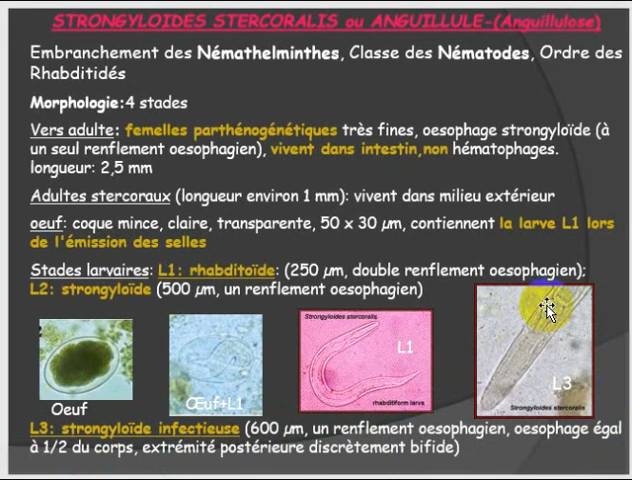 STRONGYLOIDES STERCORALIS ou ANGUILLULE-(Anguillulose)
Embranchement des Némathelminthes, Classe des Nématodes, Ordre des
Rhabditidés
Morphologie:4 stades
Vers adulte: femelles parthénogénétiques très fines, oesophage strongyloïde (à
un seul renflement oesophagien), vivent dans intestin,non hématophages.
longueur: 2,5 mm
Adultes stercoraux (longueur environ 1 mm): vivent dans milieu extérieur
oeuf: coque mince, claire, transparente, 50 x 30 µm, contiennent la larve L1 lors
de l'émission des selles
Stades larvaires: L1: rhabditoïde: (250 µm, double renflement oesophagien);
L2: strongyloïde (500 µm, un renflement oesophagien)
Strongyloides stercoralis
L1
rhabditiform larva
L3
Strongyloides stercoralis
Oeuf
Œuf+L1
L3: strongyloïde infectieuse (600 µm, un renflement oesophagien, oesophage égal
à 1/2 du corps, extrémité postérieure discrètement bifide)